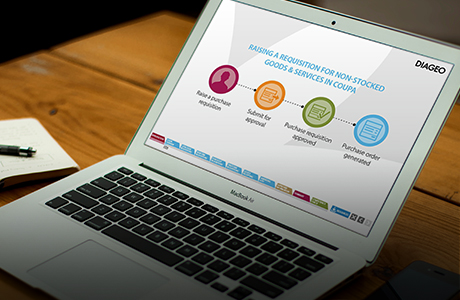 DIAGEO
RAISING A REQUISITION FOR NON-STOCKED
GOODS & SERVICES IN COUPA
Raise a purchase
requisition
Submit for
approval
Purchase requisition
approved
Purchase order
generated
MacBook Air